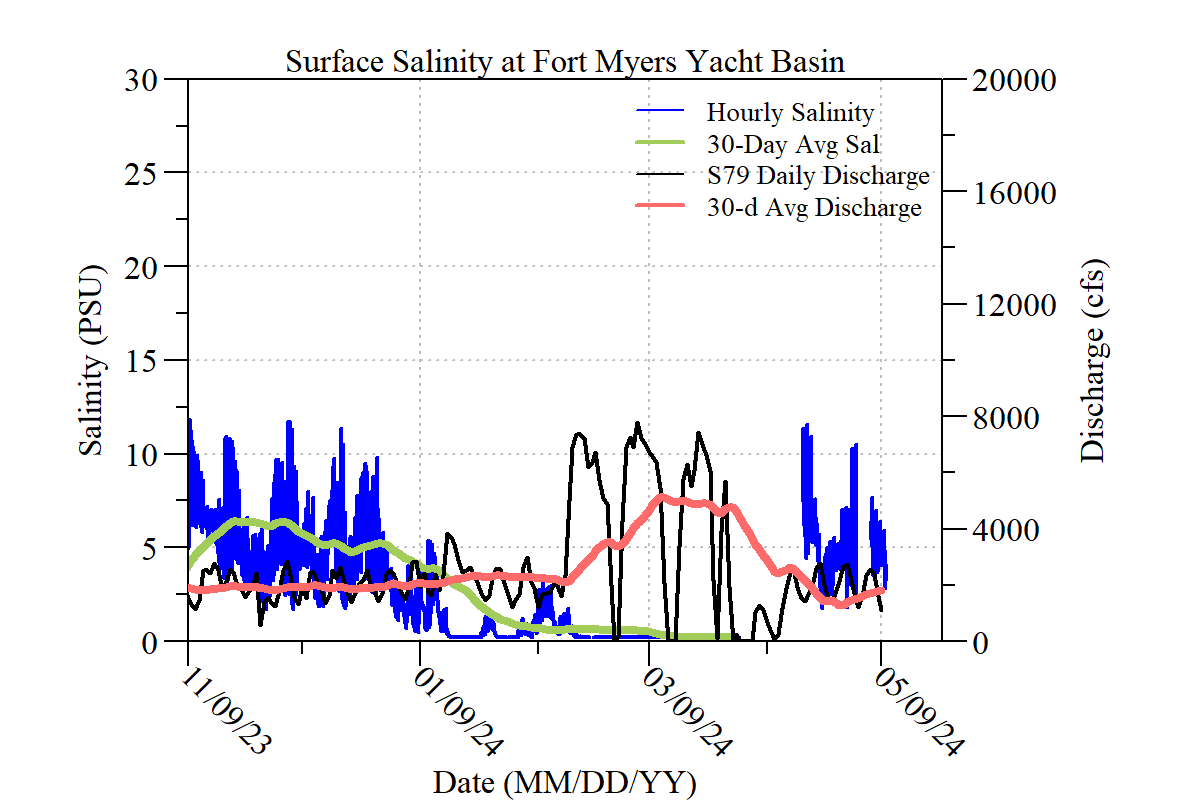 Surface Salinity at Fort Myers Yacht Basin
30
25
20
15
10
5
0
Salinity (PSU)
Hourly Salinity
30-Day Avg Sal
S79 Daily Discharge
30-d Avg Discharge
20000
16000
12000
8000
4000
0
Discharge (cfs)
11/09/23
01/09/24
03/09/24
05/09/24
Date (MM/DD/YY)